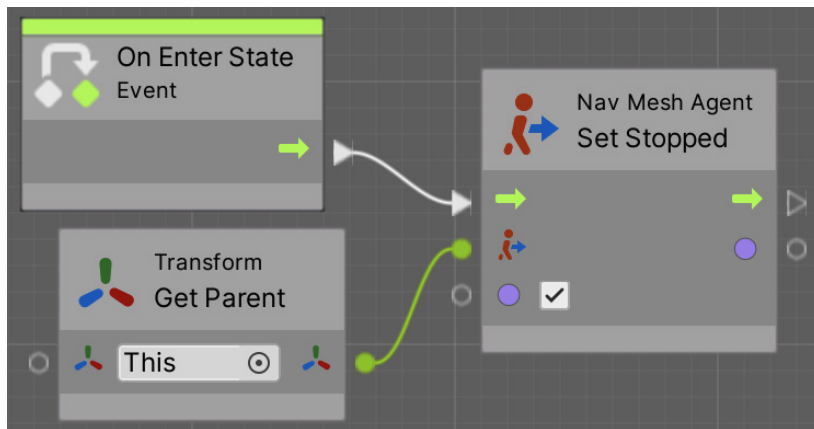 On Enter State
Event
Nav Mesh Agent
Set Stopped
Transform
Get Parent
This